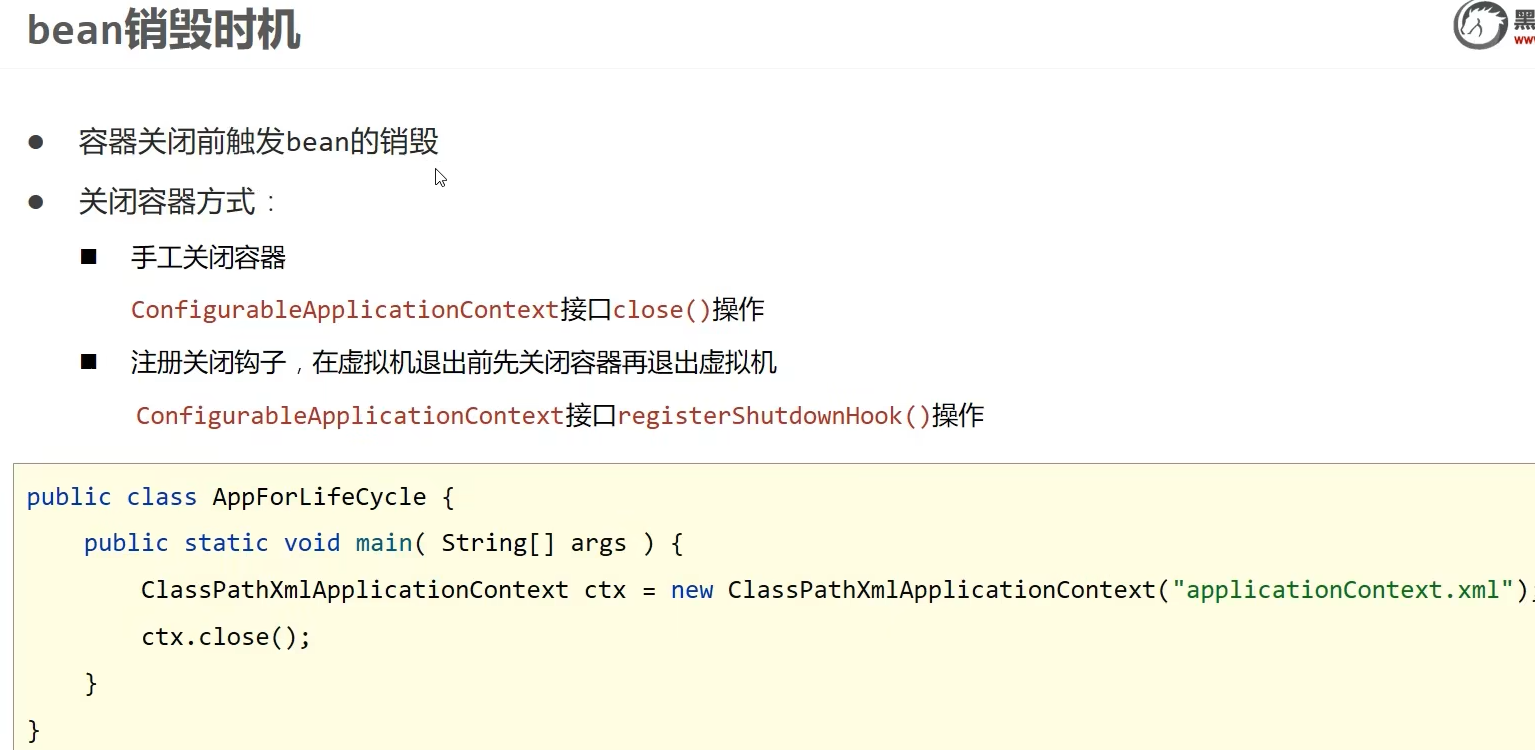 bean销毁时机
黑
www
容器关闭前触发bean的销毁
关闭容器方式：
手工关闭容器
ConfigurableApplicationContext接口close()操作
注册关闭钩子，在虚拟机退出前先关闭容器再退出虚拟机
ConfigurableApplicationContext接口registerShutdownHook()操作
public class AppForLifeCycle {
public static void main( String[] args ) {
ClassPathXmlApplicationContext ctx = new ClassPathXmlApplicationContext("applicationContext.xml");
ctx.close();
}
}